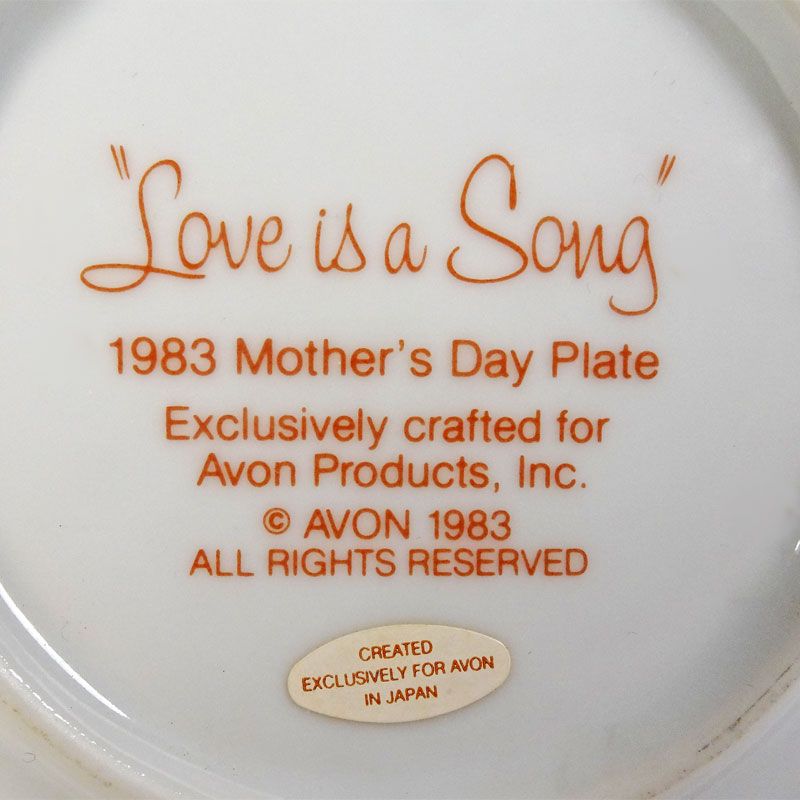 "Love is a Song"
1983 Mother's Day Plate
Exclusively crafted for
Avon Products, Inc.
© AVON 1983
ALL RIGHTS RESERVED
CREATED
EXCLUSIVELY FOR AVON
IN JAPAN